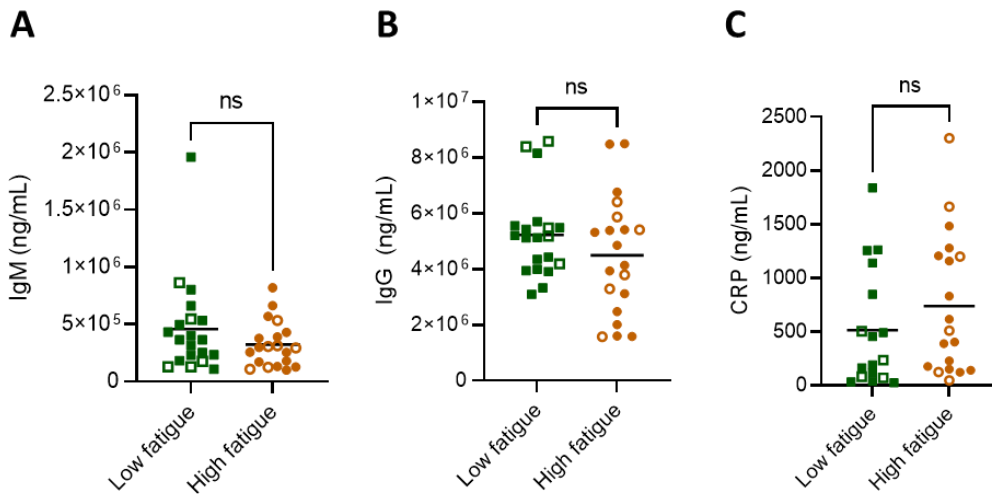 A
IgM (ng/mL)
2.5×10⁶
2×10⁶
1.5×10⁶
1×10⁶
5×10⁵
0
ns
Low fatigue
High fatigue
B
IgG (ng/mL)
1×10⁷
8×10⁶
6×10⁶
4×10⁶
2×10⁶
0
ns
Low fatigue
High fatigue
C
CRP (ng/mL)
2500
2000
1500
1000
500
0
ns
Low fatigue
High fatigue